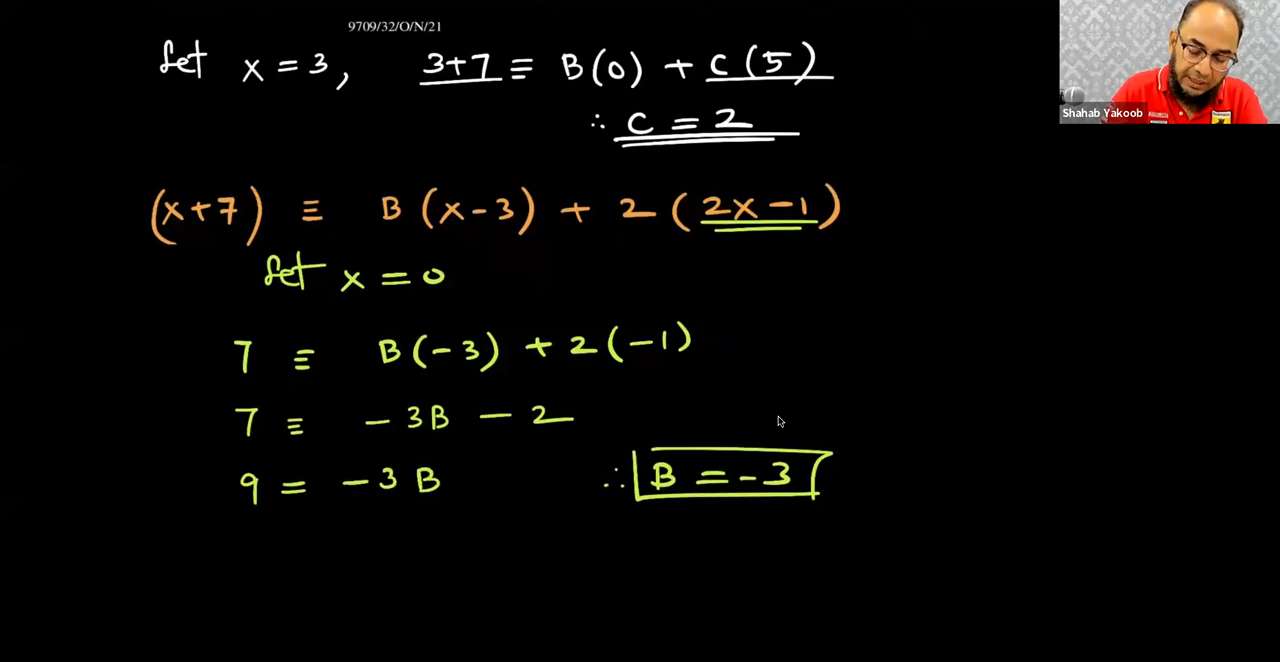 9709/32/O/N/21
Let x = 3, 3+7 ≡ B(0) + C(5)
∴ C = 2
Shahab Yakoob
(x+7) ≡ B(x-3) + 2(2x-1)
Let x = 0
7 ≡ B(-3) + 2(-1)
7 ≡ -3B - 2
9 = -3B ∴ B = -3